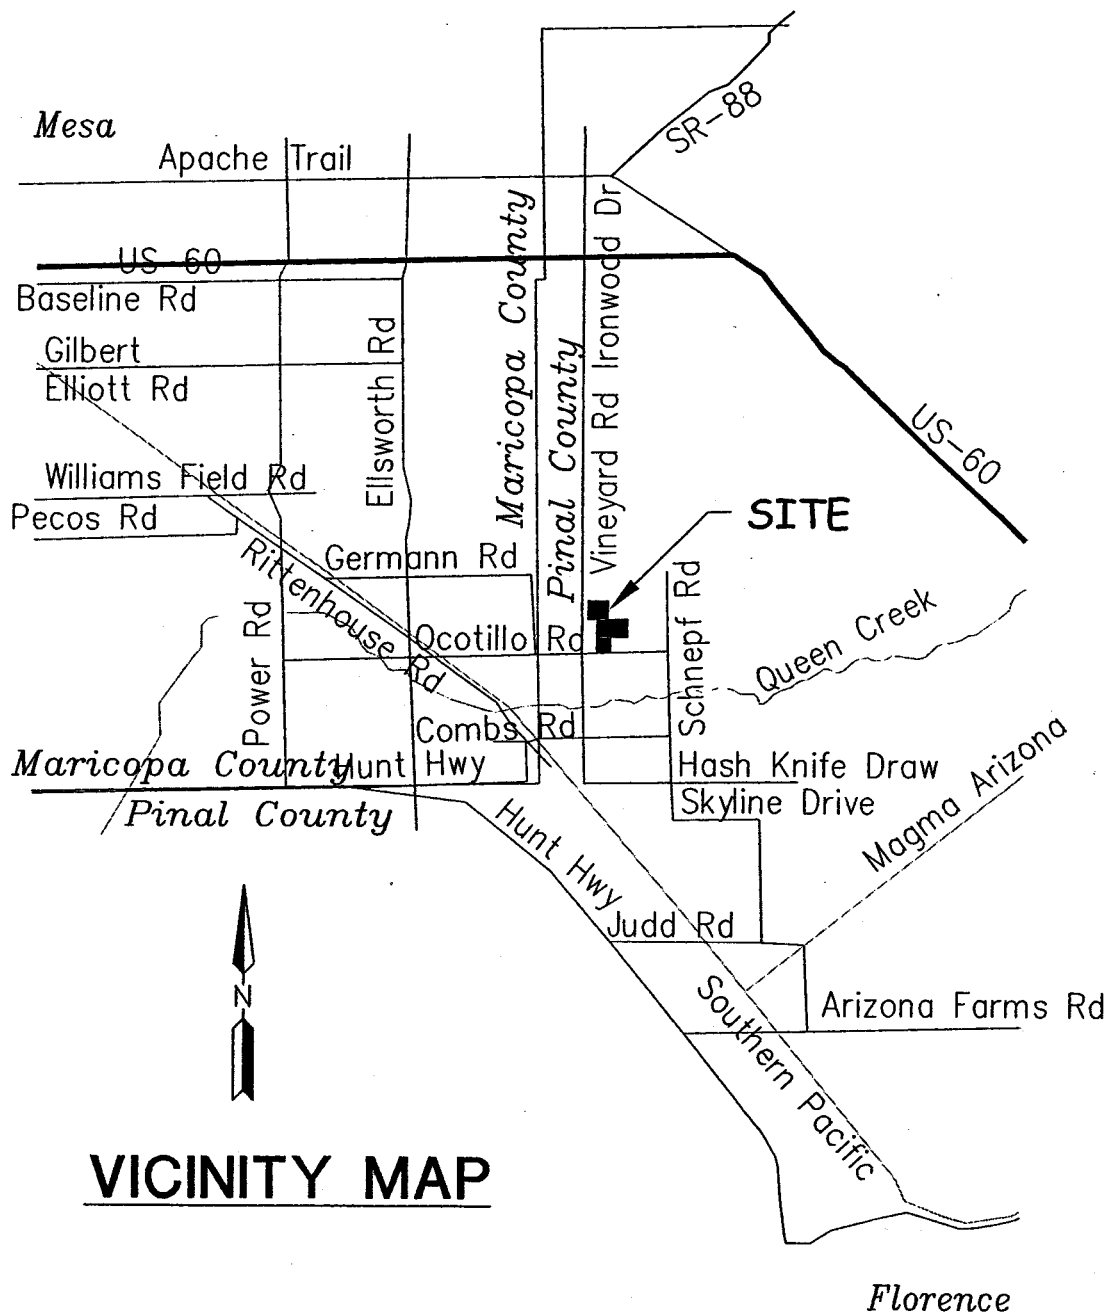 Mesa
Apache Trail
SR-88
US-60
Baseline Rd
Gilbert
Elliott Rd
Ellsworth Rd
Maricopa County
Pinal County
Vineyard Rd Ironwood Dr
US-60
Williams Field Rd
Pecos Rd
SITE
Germann Rd
Rittenhouse Rd
Power Rd
Ocotillo Rd
Schnepf Rd
Queen Creek
Combs Rd
Maricopa County
Hunt Hwy
Pinal County
Hash Knife Draw
Skyline Drive
Magma Arizona
Hunt Hwy
Judd Rd
N
Southern Pacific
Arizona Farms Rd
VICINITY MAP
Florence